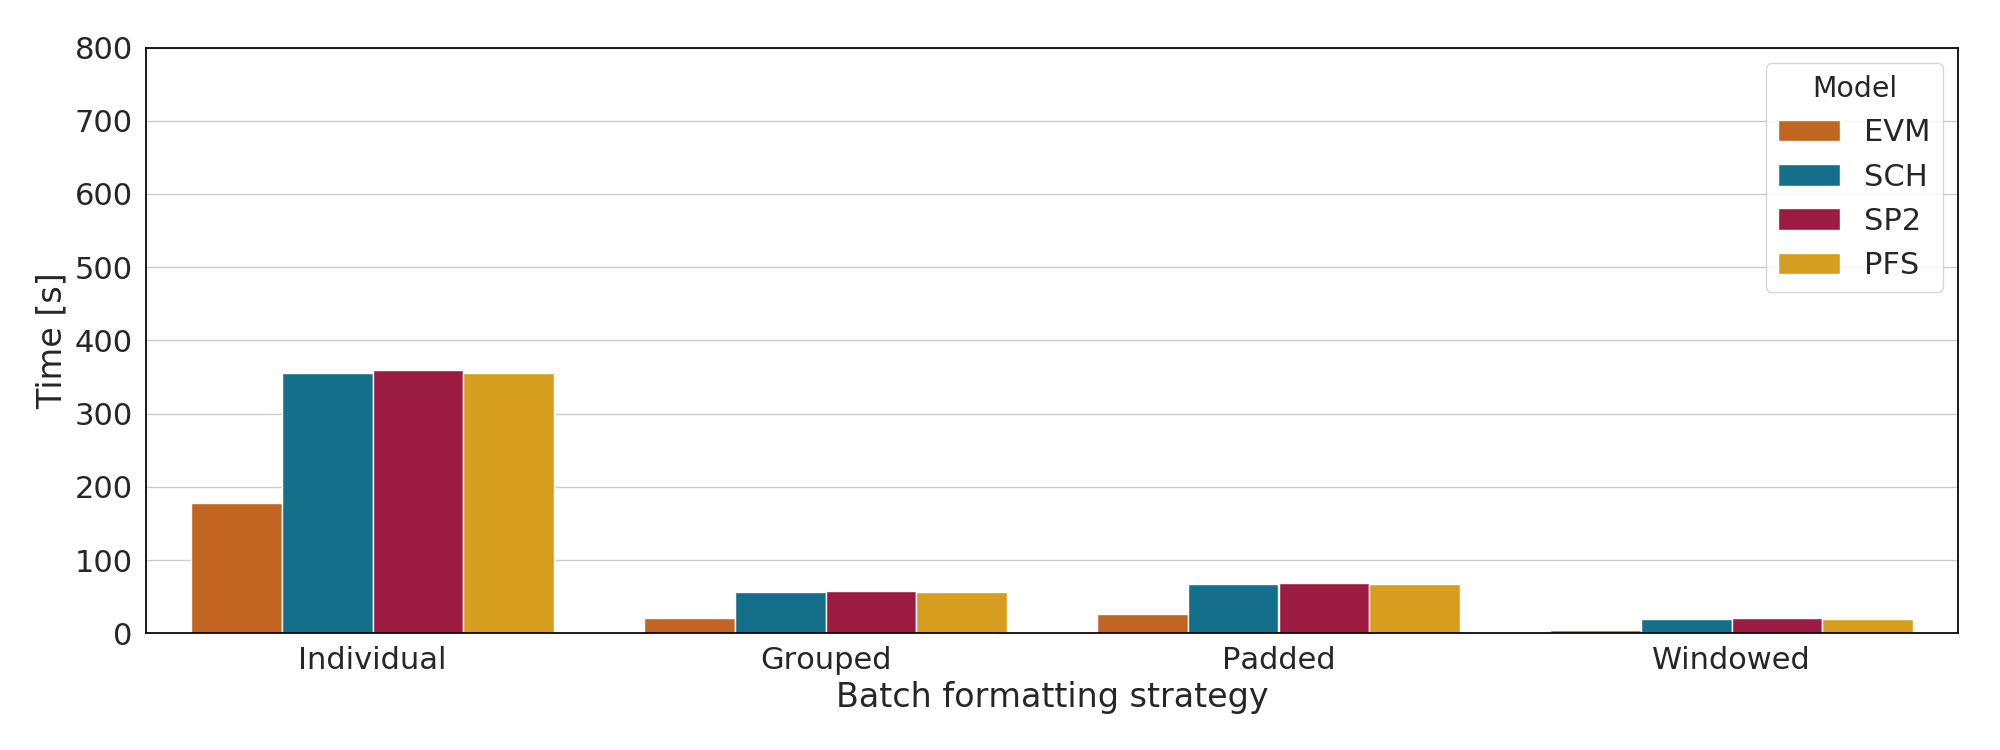 800
700
600
500
400
300
200
100
0
Time [s]
Individual
Grouped
Padded
Windowed
Batch formatting strategy
Model
EVM
SCH
SP2
PFS